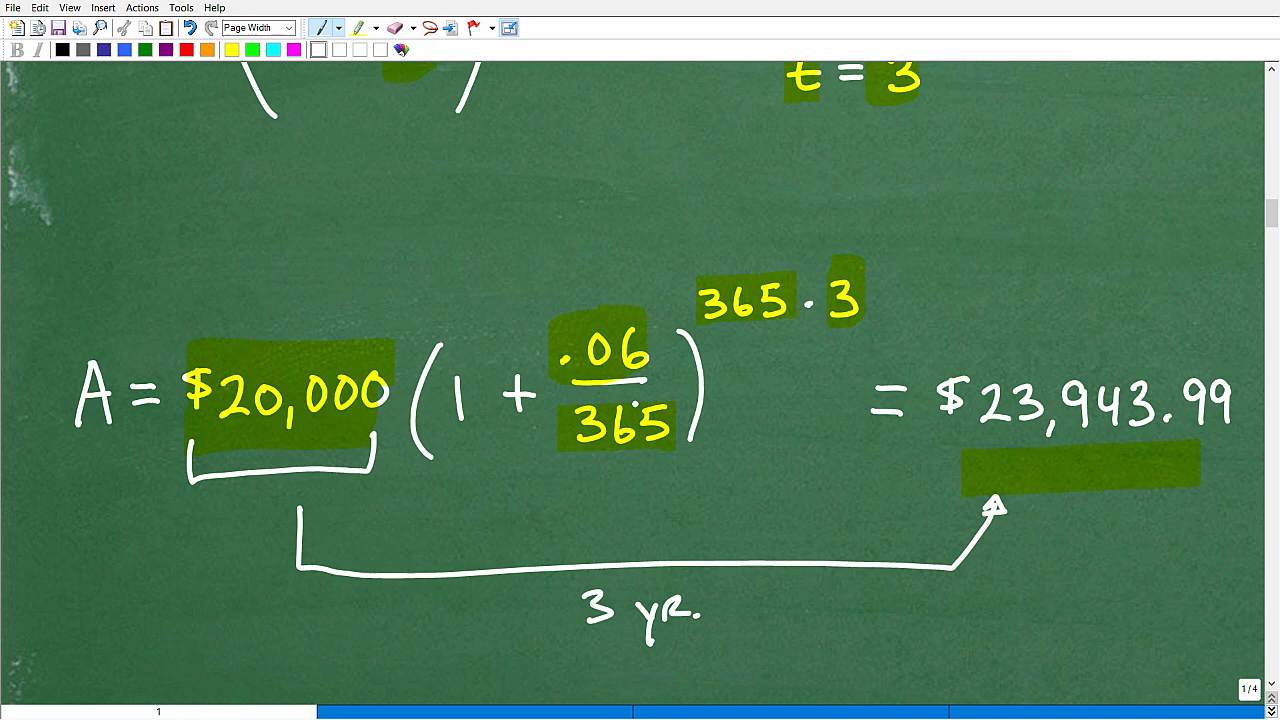 File Edit View Insert Actions Tools Help
Page Width
B I
t = 3
A = $20,000 (1 + .06/365)^365 · 3 = $23,943.99
3 yr.
1/4
1